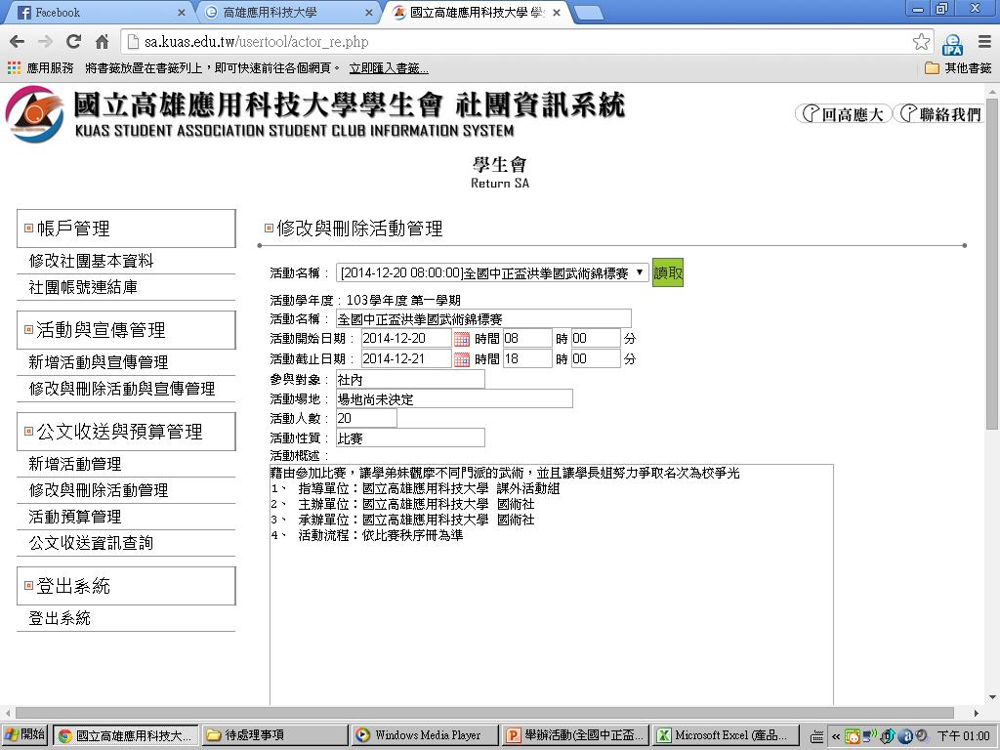 Facebook
高雄應用科技大學
國立高雄應用科技大學 學
sa.kuas.edu.tw/usertool/actor_re.php
IPA
應用服務 將書籤放置在書籤列上，即可快速前往各個網頁。 立即匯入書籤...
其他書籤
國立高雄應用科技大學學生會 社團資訊系統
KUAS STUDENT ASSOCIATION STUDENT CLUB INFORMATION SYSTEM
回高應大
聯絡我們
學生會
Return SA
帳戶管理
修改社團基本資料
社團帳號連結庫
活動與宣傳管理
新增活動與宣傳管理
修改與刪除活動與宣傳管理
公文收送與預算管理
新增活動管理
修改與刪除活動管理
活動預算管理
公文收送資訊查詢
登出系統
登出系統
修改與刪除活動管理
活動名稱： [2014-12-20 08:00:00]全國中正盃洪拳國武術錦標賽 讀取
活動學年度：103學年度 第一學期
活動名稱： 全國中正盃洪拳國武術錦標賽
活動開始日期： 2014-12-20 時間 08 時 00 分
活動截止日期： 2014-12-21 時間 18 時 00 分
參與對象： 社內
活動場地： 場地尚未決定
活動人數： 20
活動性質： 比賽
活動概述：
藉由參加比賽，讓學弟妹觀摩不同門派的武術，並且讓學長姐努力爭取名次為校爭光
1、 指導單位：國立高雄應用科技大學 課外活動組
2、 主辦單位：國立高雄應用科技大學 國術社
3、 承辦單位：國立高雄應用科技大學 國術社
4、 活動流程：依比賽秩序冊為準
開始
國立高雄應用科技大...
待處理事項
Windows Media Player
舉辦活動(全國中正盃...
Microsoft Excel (產品...
下午 01:00